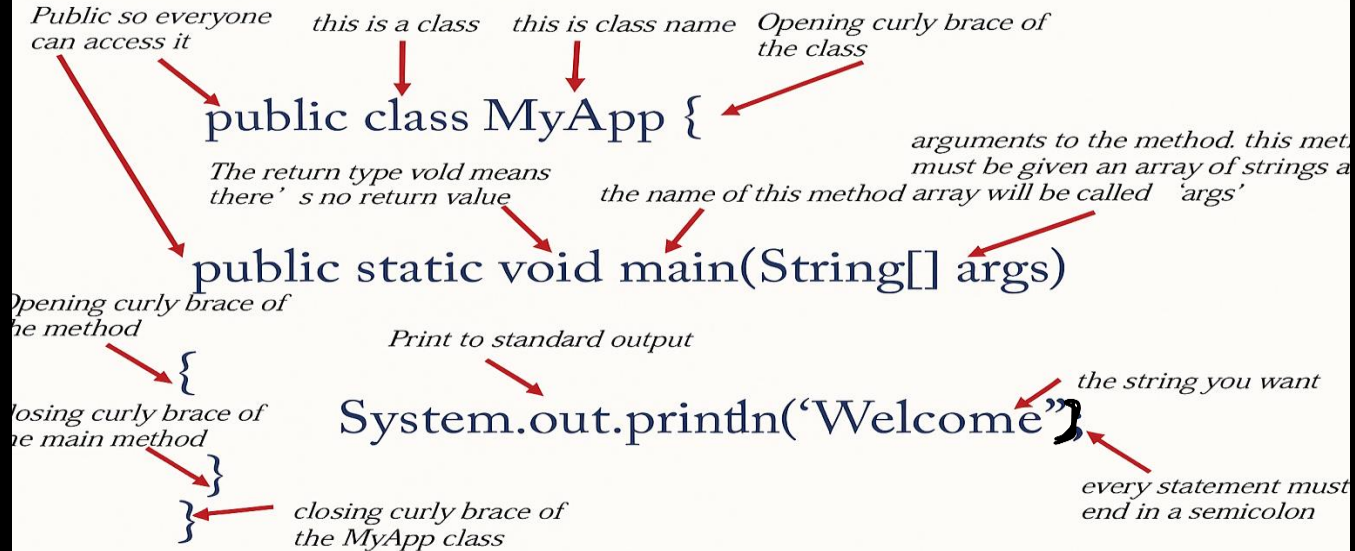 Public so everyone
can access it
this is a class
this is class name
Opening curly brace of
the class
public class MyApp {
arguments to the method. this met
must be given an array of strings a
array will be called ‘args’
The return type vold means
there’ s no return value
the name of this method
public static void main(String[] args)
Opening curly brace of
he method
{
Print to standard output
the string you want
System.out.println(‘Welcome”);
losing curly brace of
e main method
}
every statement must
end in a semicolon
}
closing curly brace of
the MyApp class